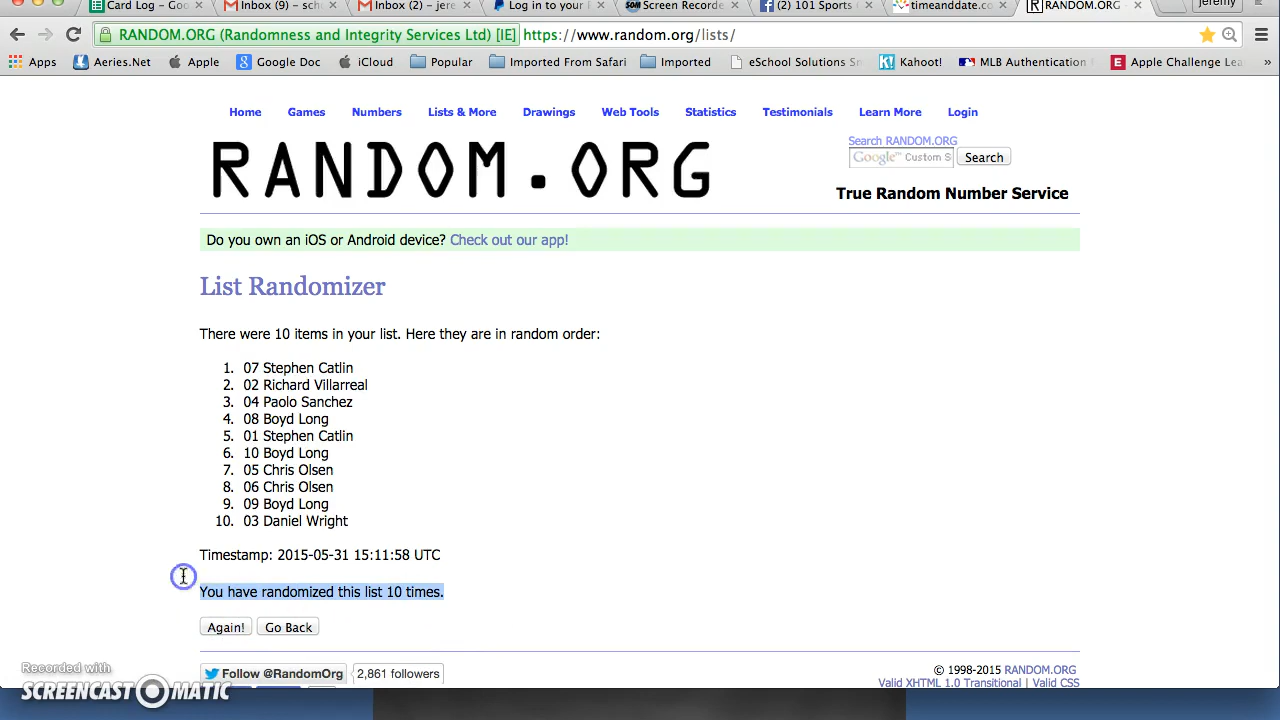 Card Log - Goo
Inbox (9) - sch
Inbox (2) - jere
Log in to your
Screen Recorde
(2) 101 Sports
timeanddate.co
RANDOM.ORG
jeremy
RANDOM.ORG (Randomness and Integrity Services Ltd) [IE] https://www.random.org/lists/
Apps Aeries.Net Apple Google Doc iCloud Popular Imported From Safari Imported eSchool Solutions Sm Kahoot! MLB Authentication Apple Challenge Lea »
Home Games Numbers Lists & More Drawings Web Tools Statistics Testimonials Learn More Login
Search RANDOM.ORG
Google™ Custom S Search
RANDOM.ORG
True Random Number Service
Do you own an iOS or Android device? Check out our app!
List Randomizer
There were 10 items in your list. Here they are in random order:
1. 07 Stephen Catlin
2. 02 Richard Villarreal
3. 04 Paolo Sanchez
4. 08 Boyd Long
5. 01 Stephen Catlin
6. 10 Boyd Long
7. 05 Chris Olsen
8. 06 Chris Olsen
9. 09 Boyd Long
10. 03 Daniel Wright
Timestamp: 2015-05-31 15:11:58 UTC
You have randomized this list 10 times.
Again! Go Back
Follow @RandomOrg 2,861 followers
© 1998-2015 RANDOM.ORG
Valid XHTML 1.0 Transitional | Valid CSS
Recorded with
SCREENCAST-O-MATIC